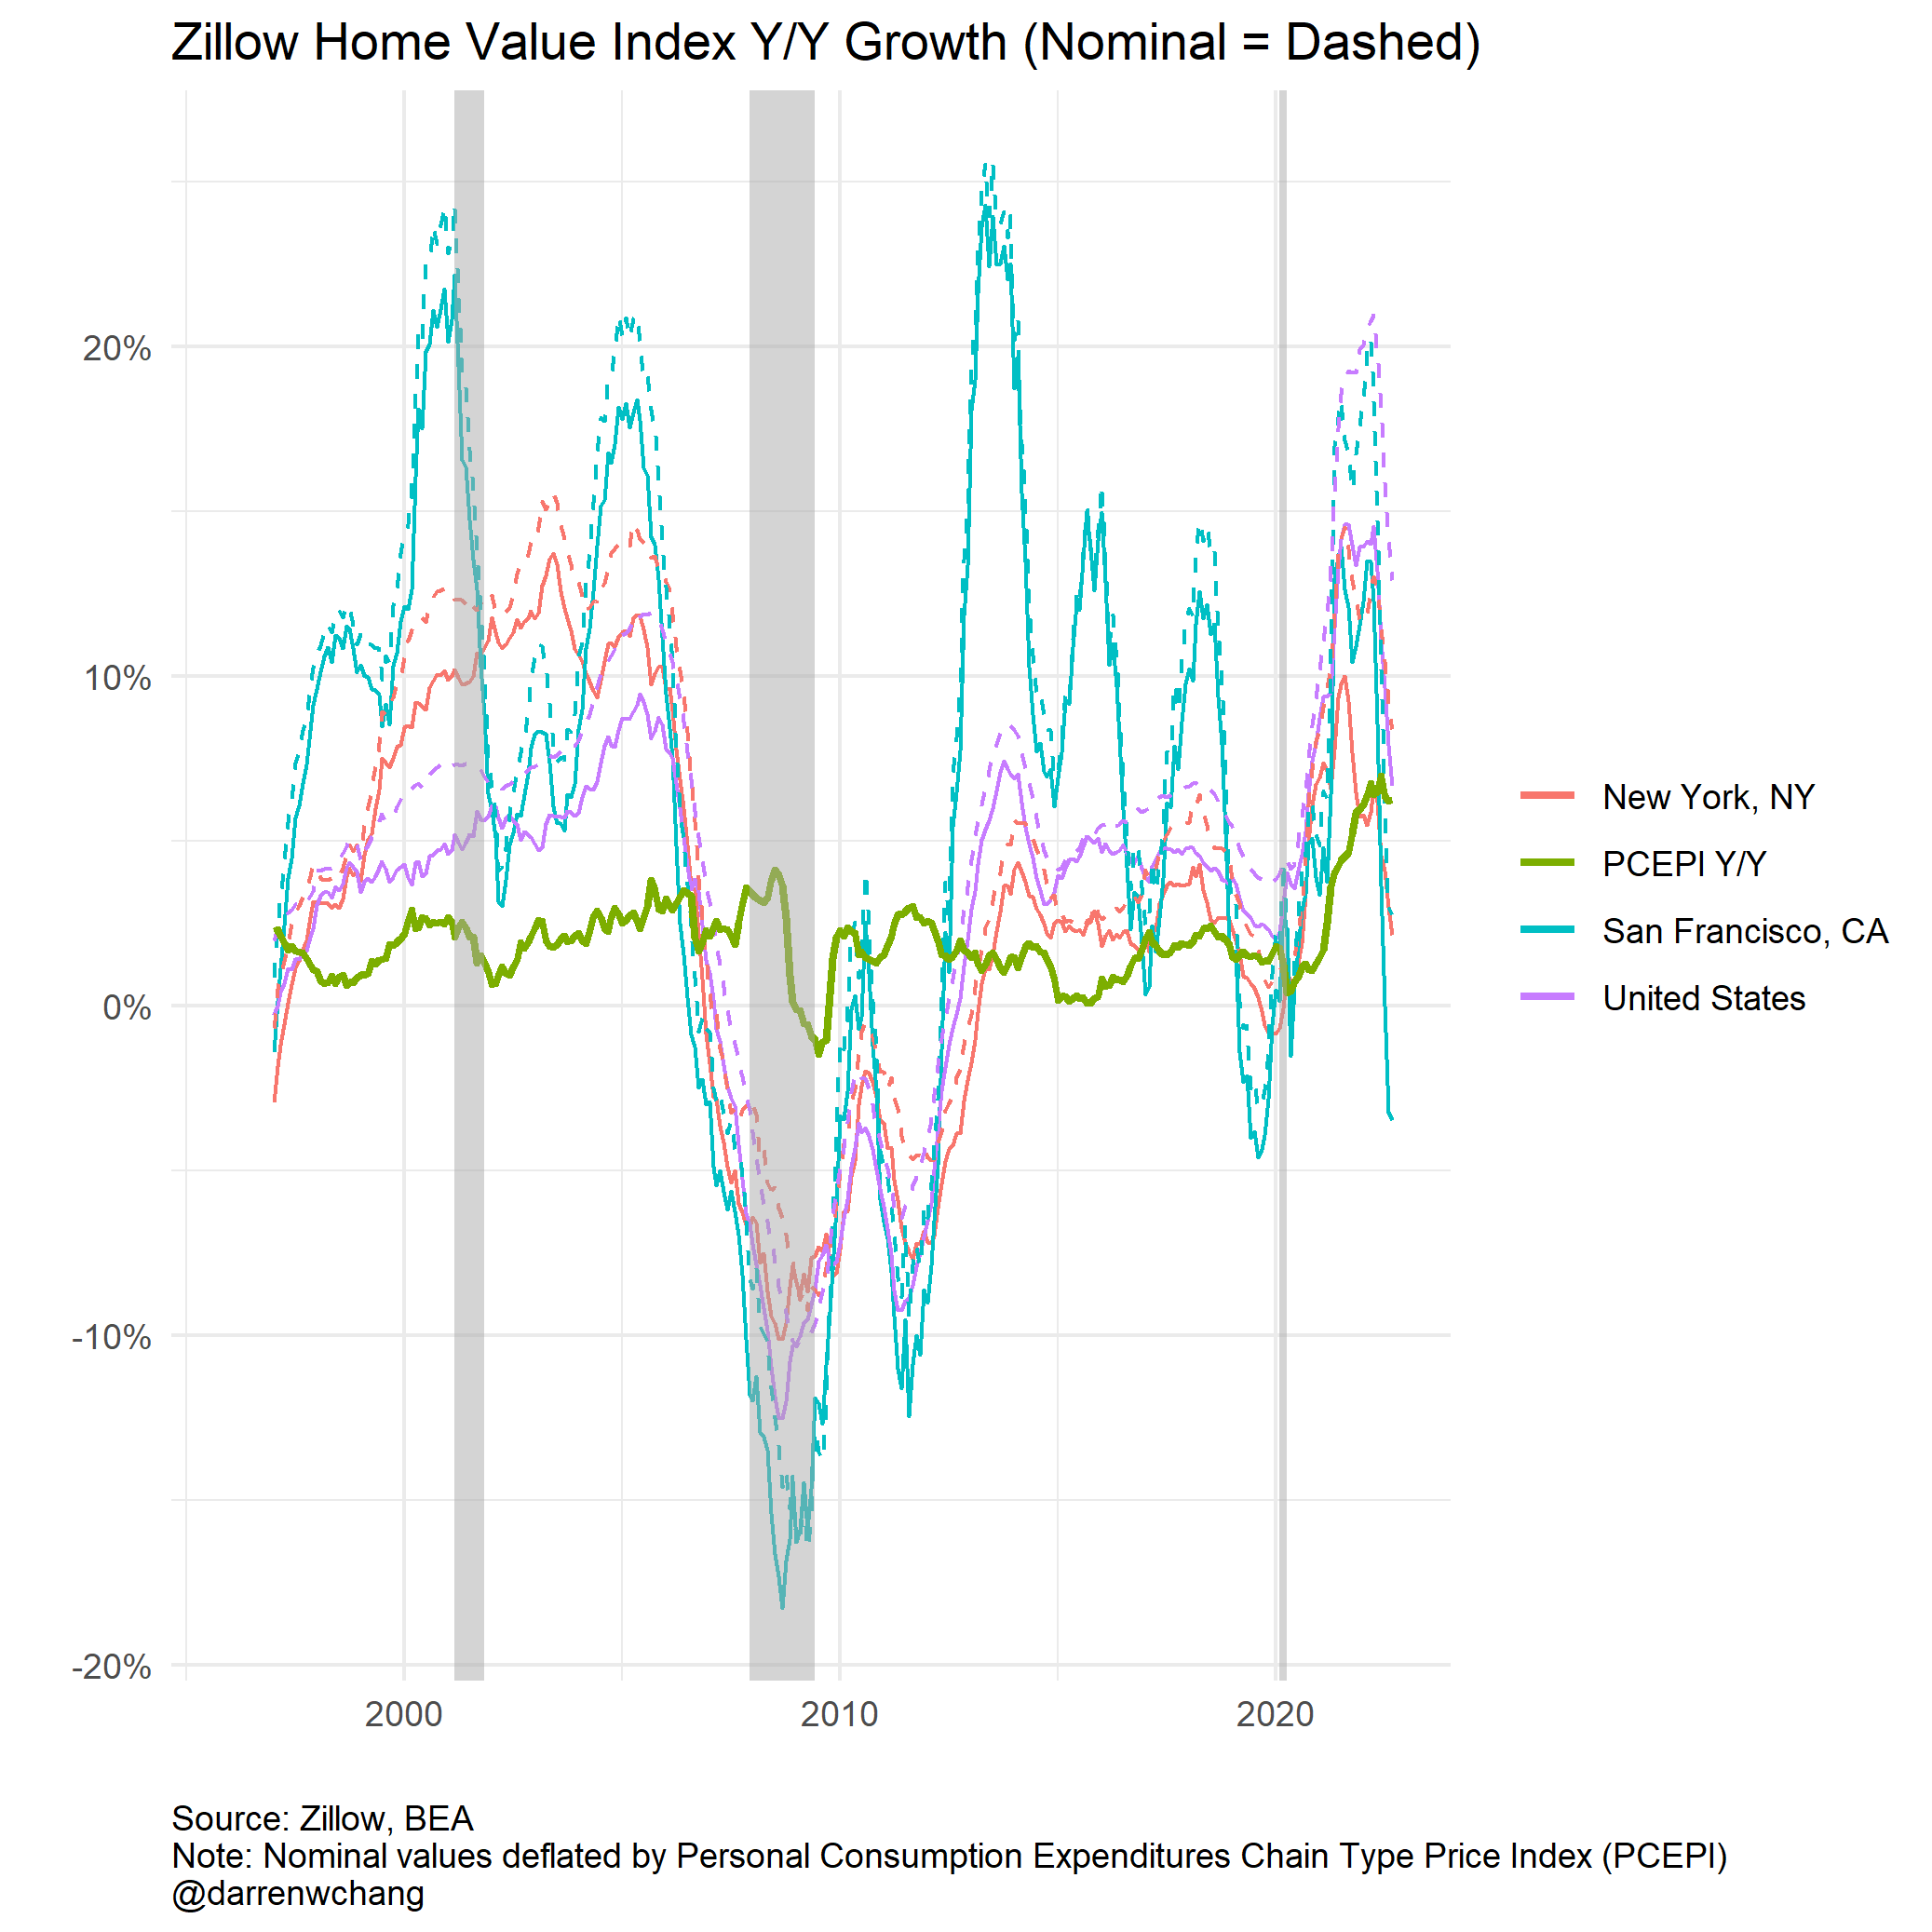 Zillow Home Value Index Y/Y Growth (Nominal = Dashed)
20%
10%
0%
-10%
-20%
2000
2010
2020
New York, NY
PCEPI Y/Y
San Francisco, CA
United States
Source: Zillow, BEA
Note: Nominal values deflated by Personal Consumption Expenditures Chain Type Price Index (PCEPI)
@darrenwchang